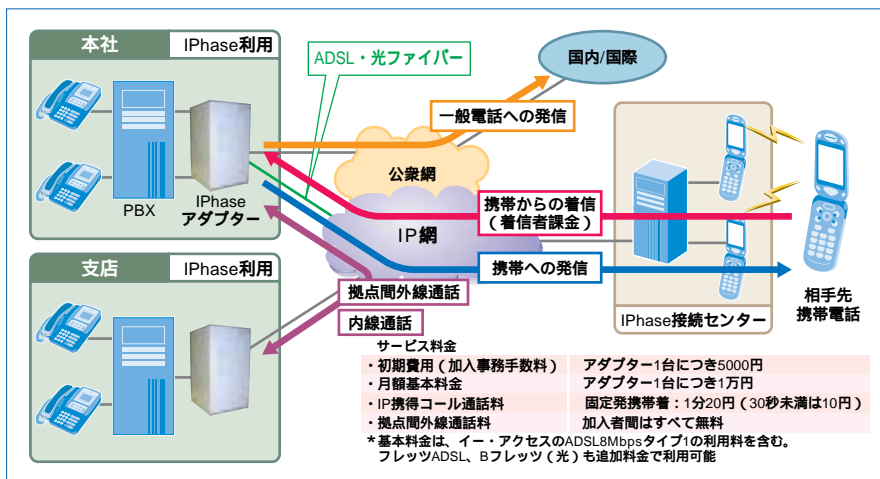 本社
IPhase利用
ADSL・光ファイバー
国内/国際
一般電話への発信
公衆網
PBX
IPhase
アダプター
携帯からの着信
（着信者課金）
IP網
携帯への発信
支店
IPhase利用
拠点間外線通話
内線通話
IPhase接続センター
相手先
携帯電話
サービス料金
・初期費用（加入事務手数料） アダプター1台につき5000円
・月額基本料金 アダプター1台につき1万円
・IP携得コール通話料 固定発携帯着：1分20円（30秒未満は10円）
・拠点間外線通話料 加入者間はすべて無料
＊基本料金は、イー・アクセスのADSL8Mbpsタイプ1の利用料を含む。
フレッツADSL、Bフレッツ（光）も追加料金で利用可能